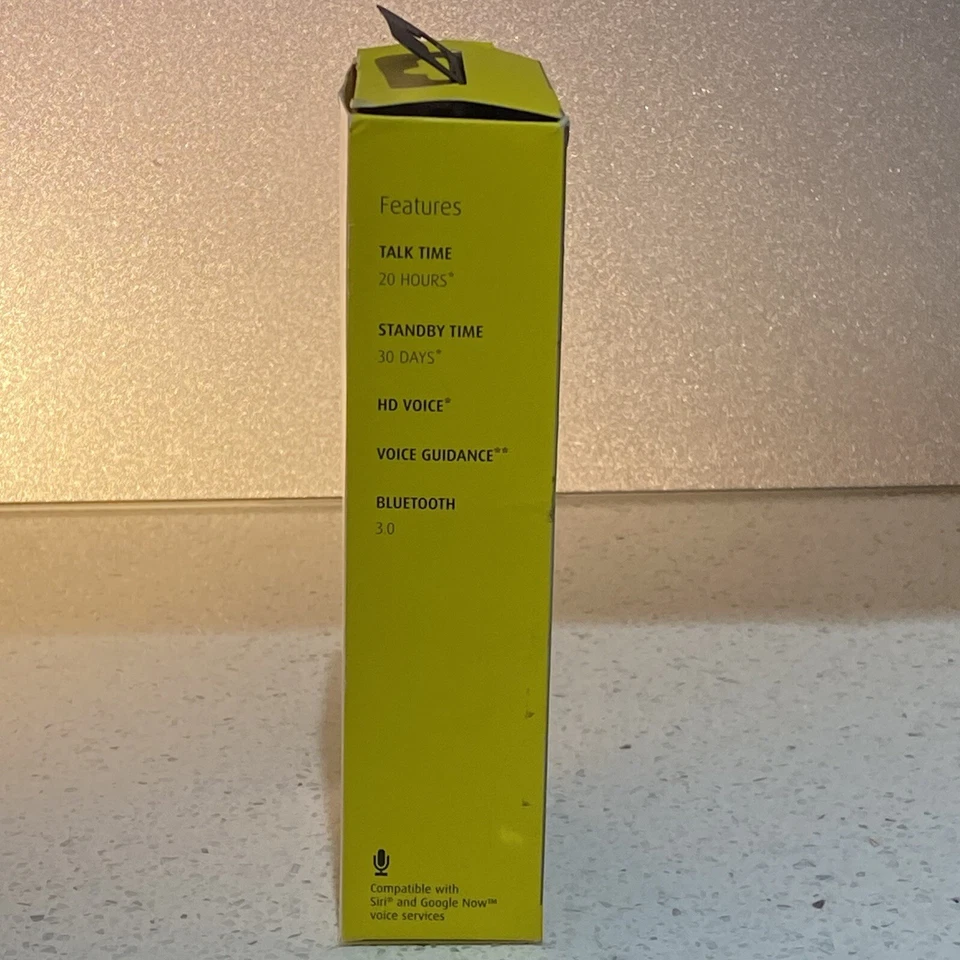 Features
TALK TIME
20 HOURS*
STANDBY TIME
30 DAYS*
HD VOICE*
VOICE GUIDANCE**
BLUETOOTH
3.0
Compatible with
Siri® and Google Now™
voice services